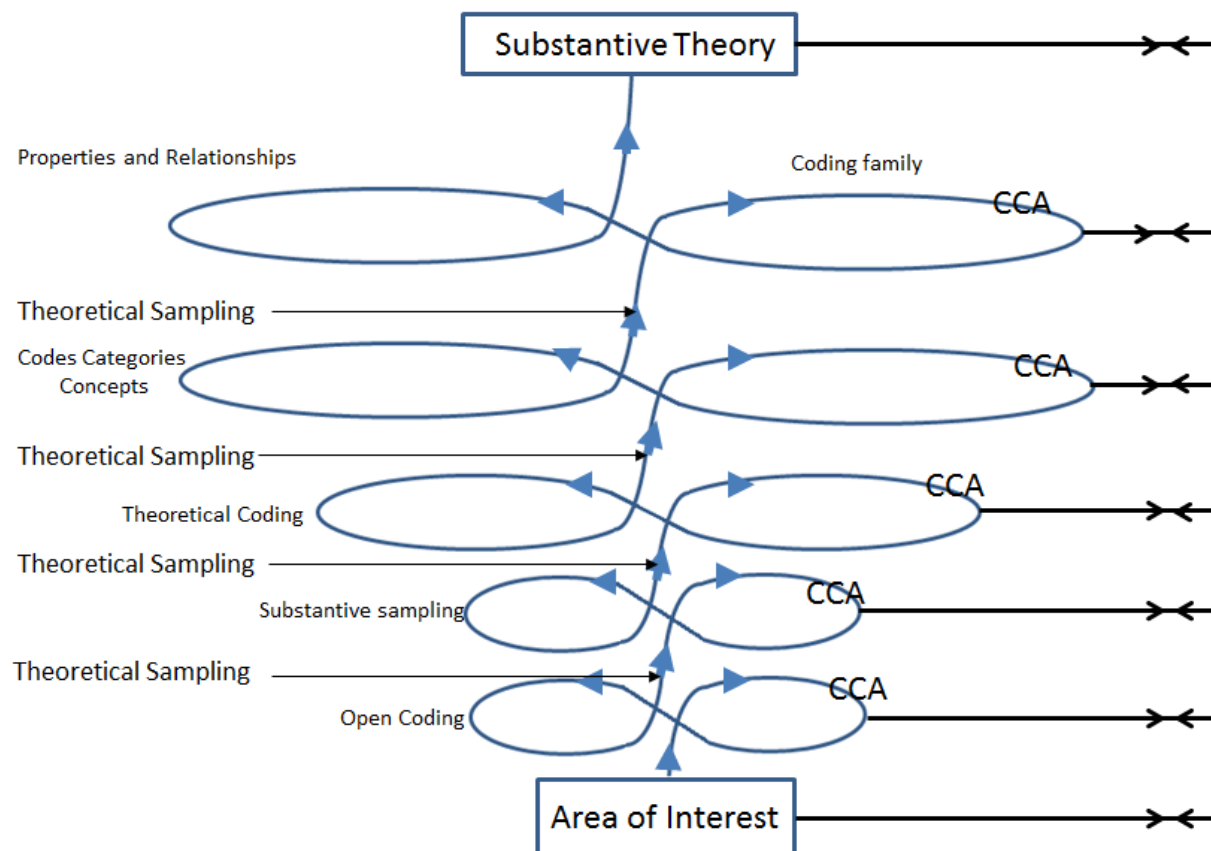 Substantive Theory
Properties and Relationships
Coding family
CCA
Theoretical Sampling
Codes Categories
Concepts
CCA
Theoretical Sampling
CCA
Theoretical Coding
Theoretical Sampling
CCA
Substantive sampling
Theoretical Sampling
CCA
Open Coding
Area of Interest